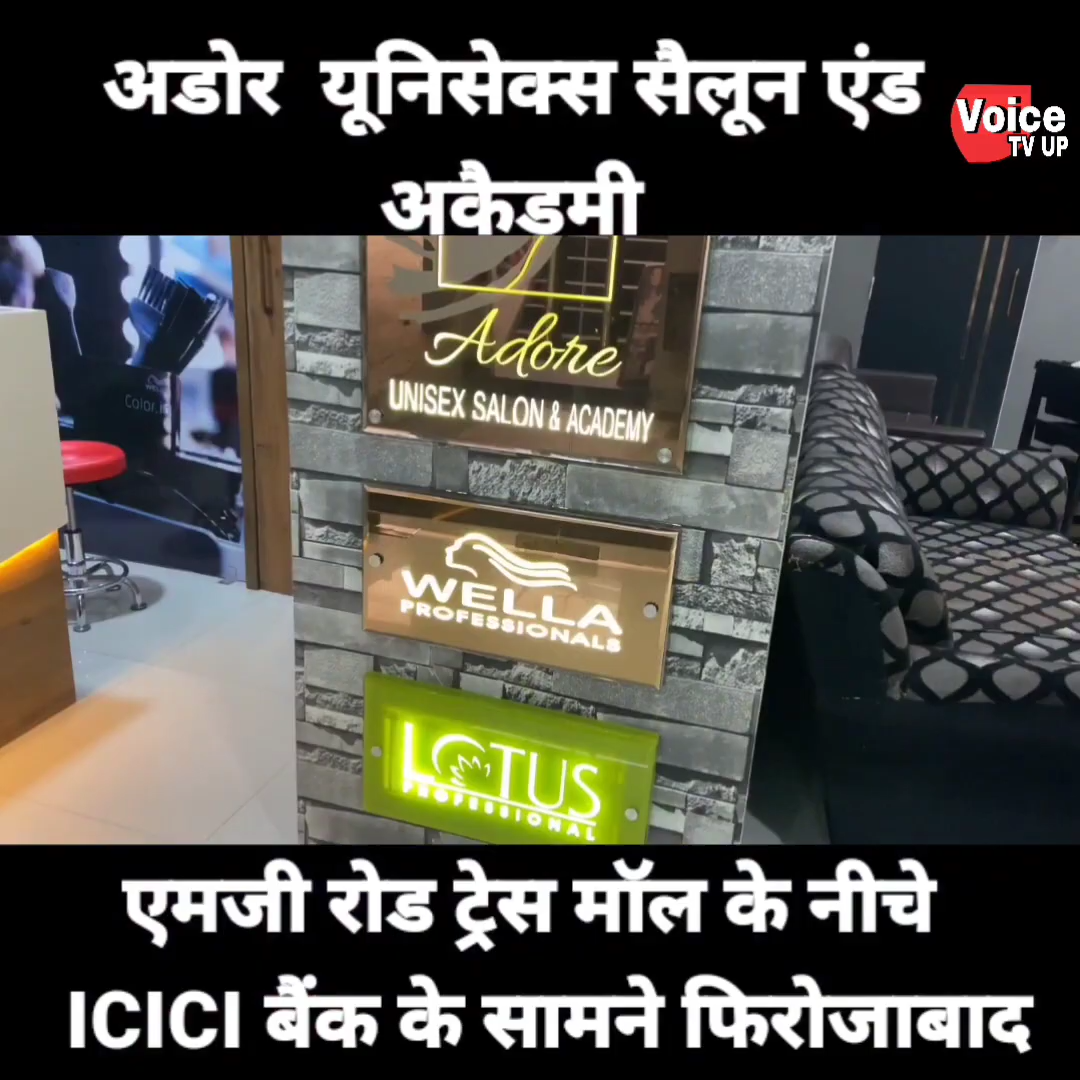 अडोर यूनिसेक्स सैलून एंड
अकैडमी
Voice
TV UP
Adore
UNISEX SALON & ACADEMY
WELLA
PROFESSIONALS
LOTUS
PROFESSIONAL
एमजी रोड ट्रेस मॉल के नीचे
ICICI बैंक के सामने फिरोजाबाद